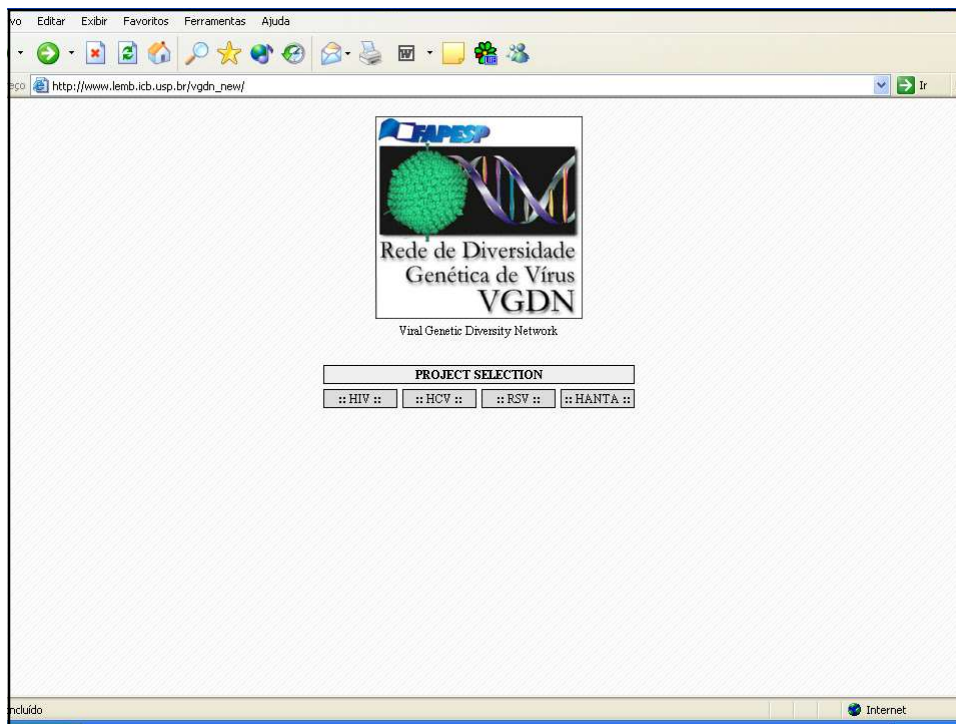 vo Editar Exibir Favoritos Ferramentas Ajuda
eço http://www.lemb.icb.usp.br/vgdn_new/ Ir
FAPESP
Rede de Diversidade
Genética de Vírus
VGDN
Viral Genetic Diversity Network
PROJECT SELECTION
:: HIV :: :: HCV :: :: RSV :: :: HANTA ::
ncluído Internet